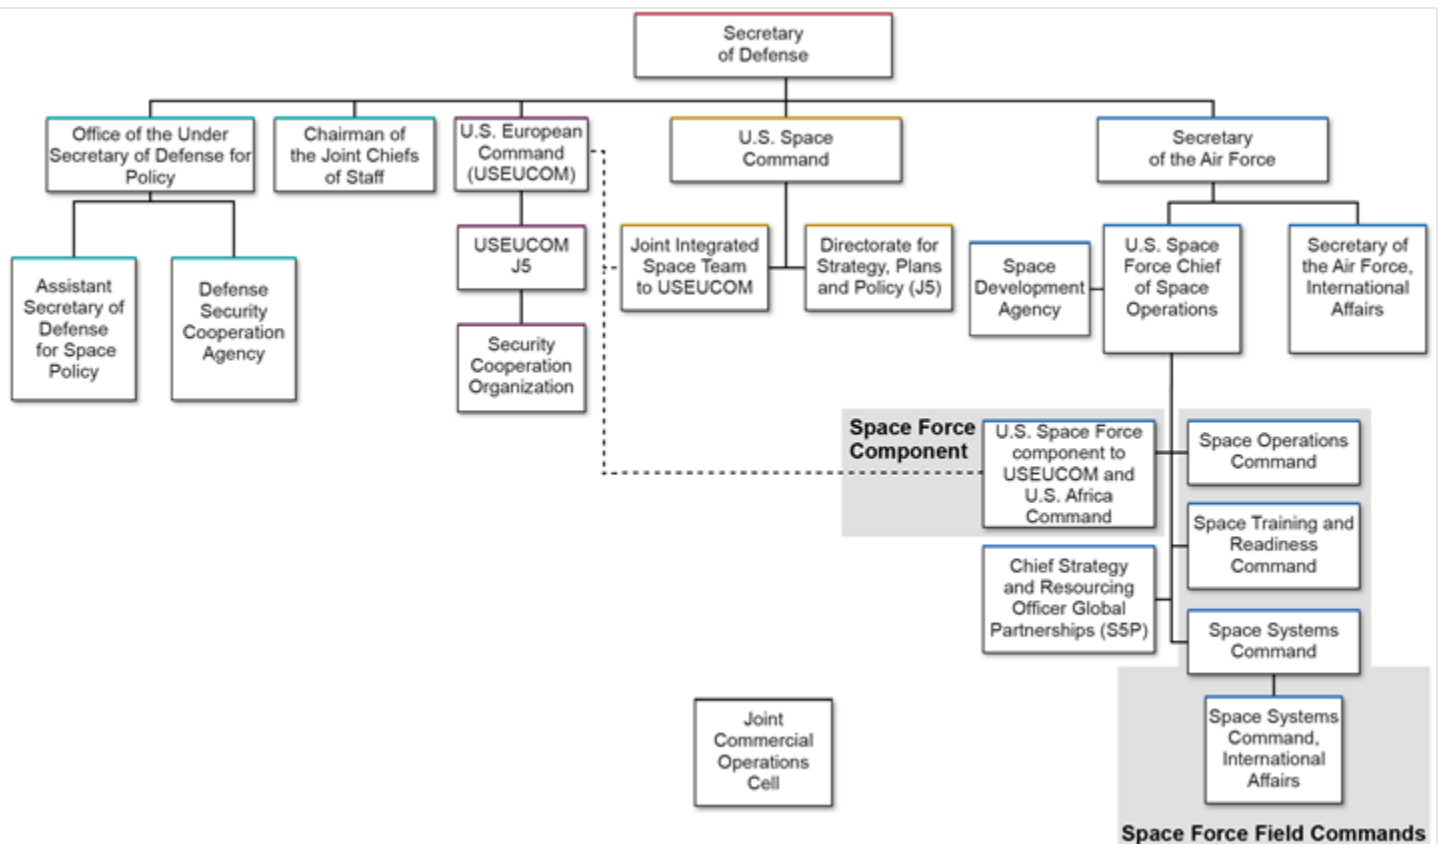 Secretary
of Defense
Office of the Under
Secretary of Defense for
Policy
Chairman of
the Joint Chiefs
of Staff
U.S. European
Command
(USEUCOM)
U.S. Space
Command
Secretary
of the Air Force
Assistant
Secretary of
Defense
for Space
Policy
Defense
Security
Cooperation
Agency
USEUCOM
J5
Security
Cooperation
Organization
Joint Integrated
Space Team
to USEUCOM
Directorate for
Strategy, Plans
and Policy (J5)
Space
Development
Agency
U.S. Space
Force Chief
of Space
Operations
Secretary of
the Air Force,
International
Affairs
Space Force
Component
U.S. Space Force
component to
USEUCOM and
U.S. Africa
Command
Space Operations
Command
Space Training and
Readiness
Command
Chief Strategy
and Resourcing
Officer Global
Partnerships (S5P)
Space Systems
Command
Joint
Commercial
Operations
Cell
Space Systems
Command,
International
Affairs
Space Force Field Commands